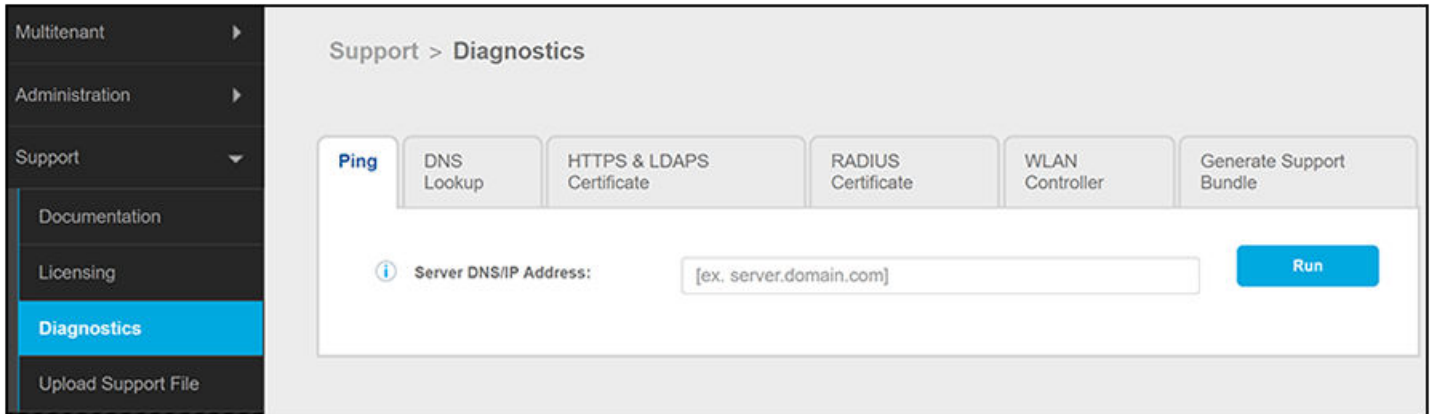 Multitenant
Administration
Support
Documentation
Licensing
Diagnostics
Upload Support File
Support > Diagnostics
Ping
DNS
Lookup
HTTPS & LDAPS
Certificate
RADIUS
Certificate
WLAN
Controller
Generate Support
Bundle
i Server DNS/IP Address: [ex. server.domain.com] Run